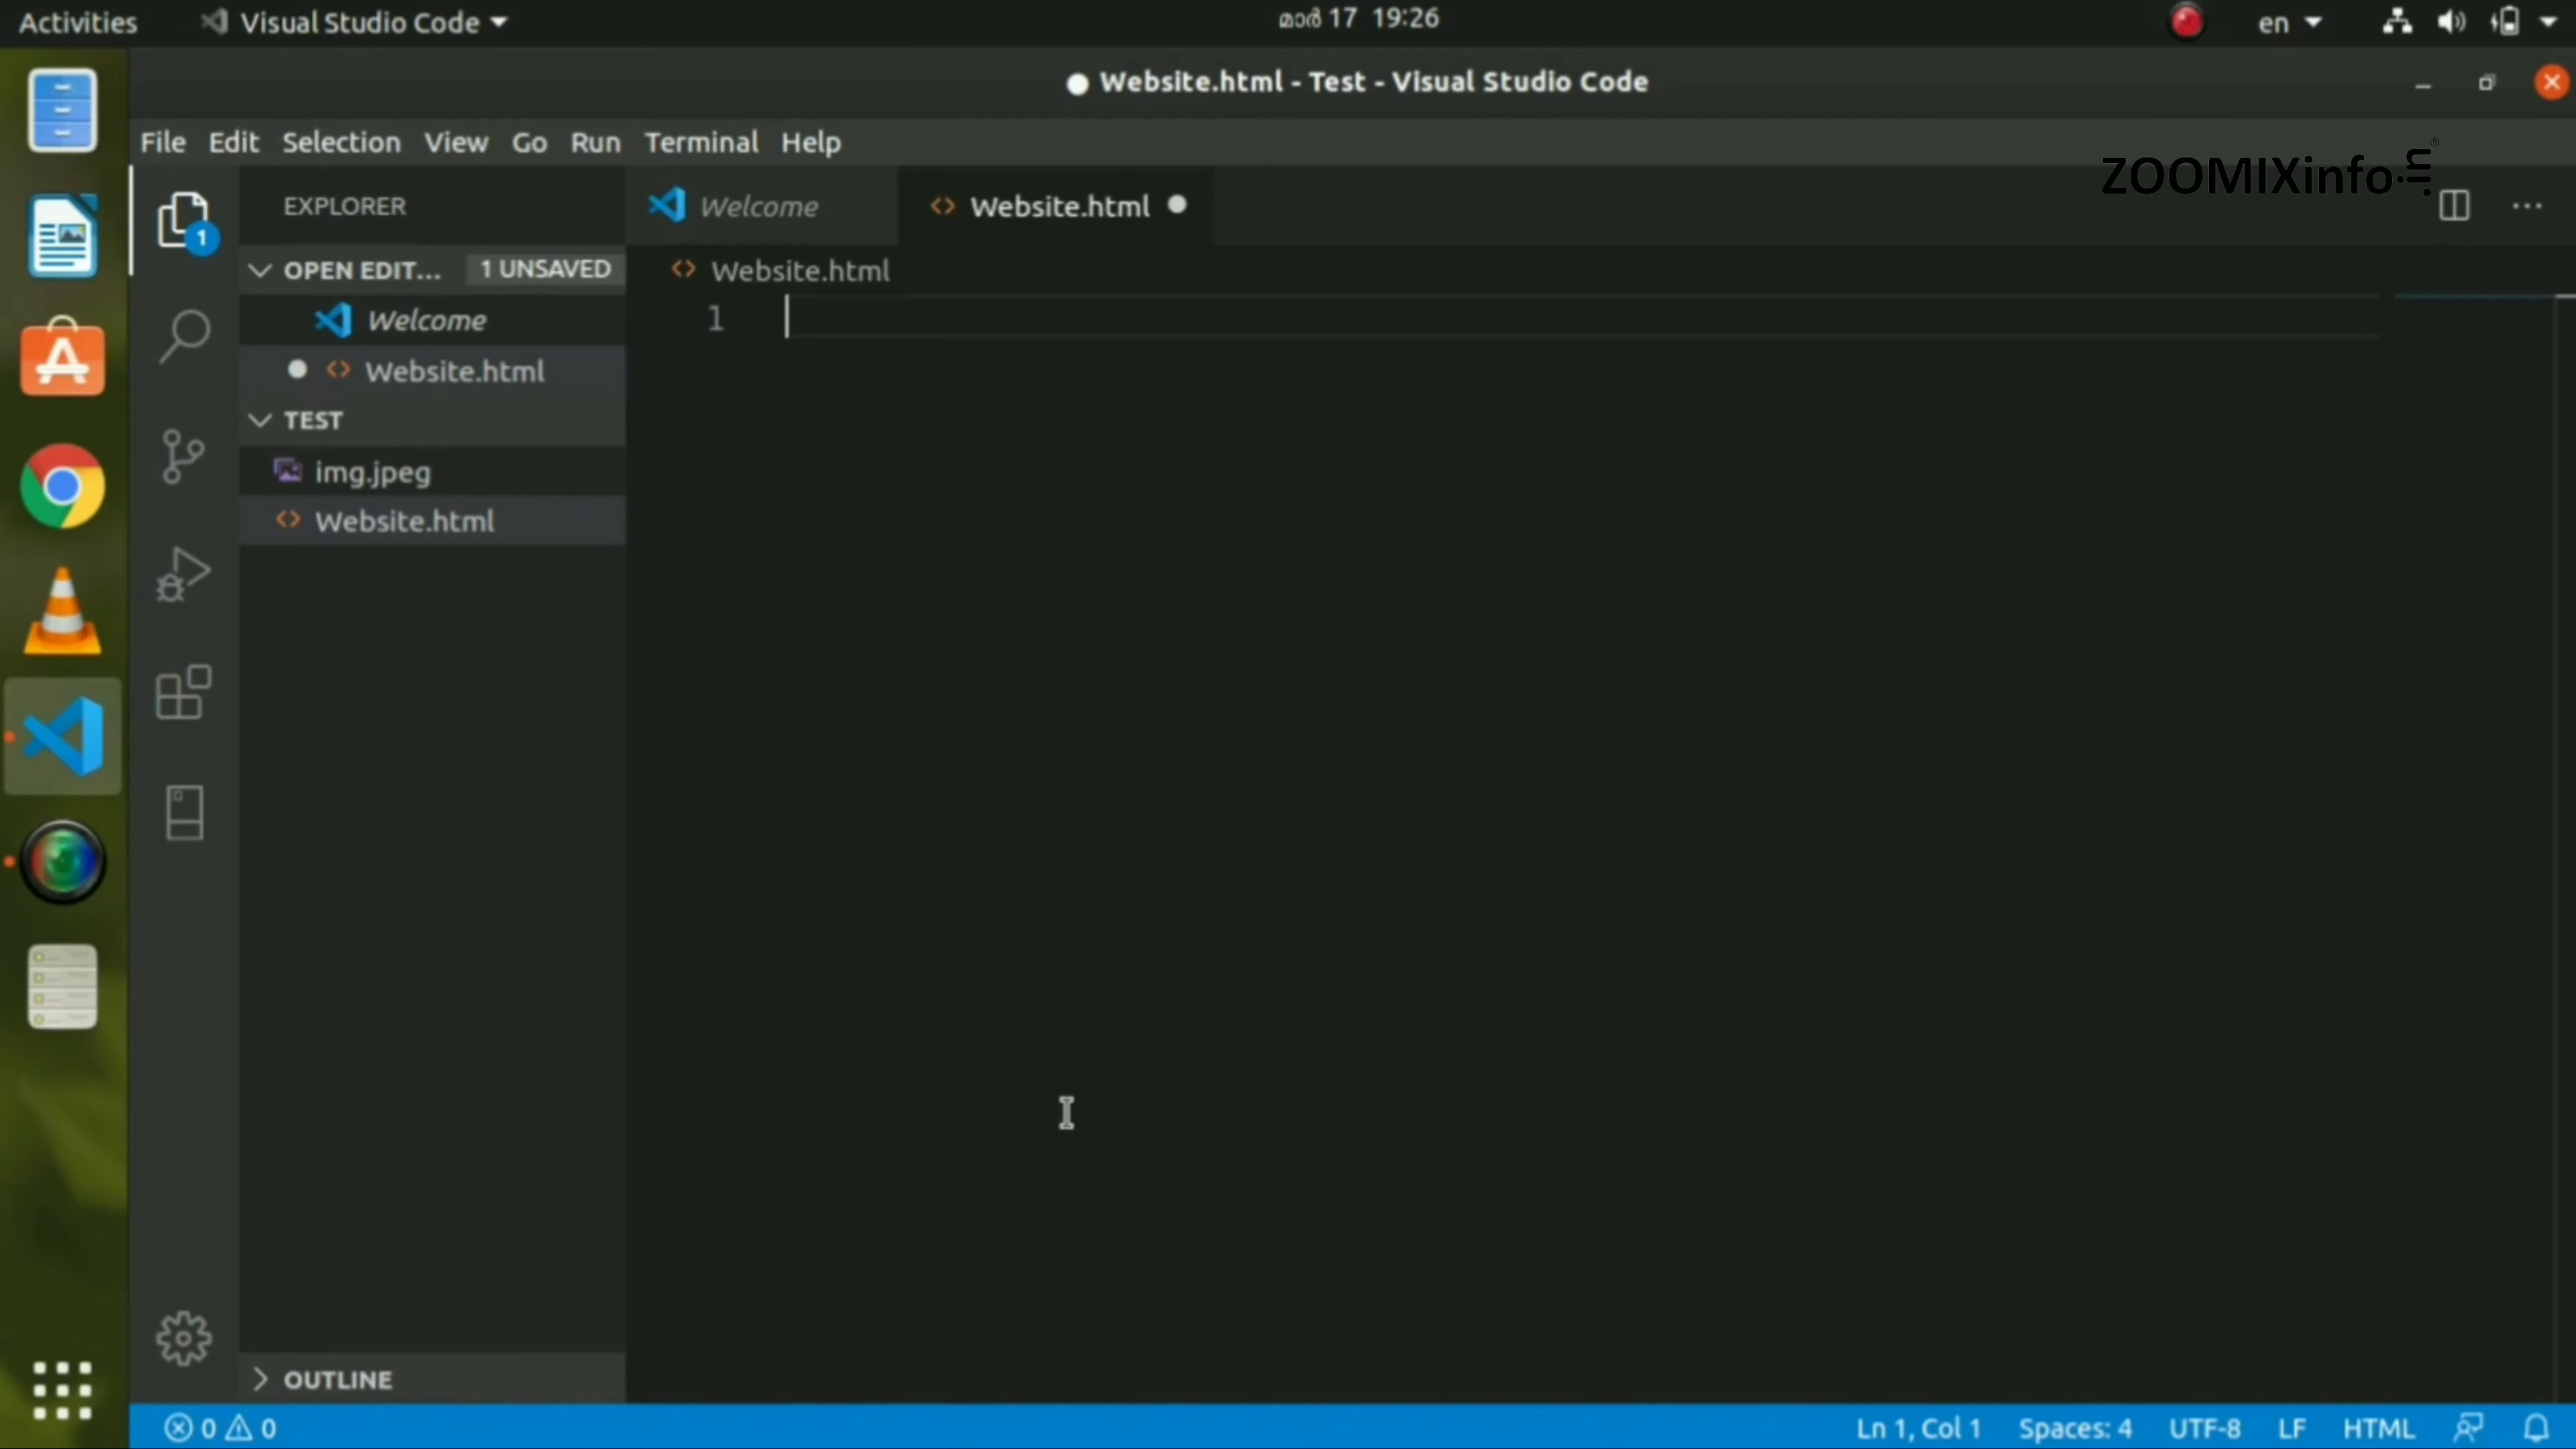 Activities Visual Studio Code മാർ 17 19:26 en
Website.html - Test - Visual Studio Code
File Edit Selection View Go Run Terminal Help
ZOOMIXinfo.in
EXPLORER
Welcome Website.html
1
OPEN EDIT... 1 UNSAVED
Website.html
Welcome
1
Website.html
TEST
img.jpeg
Website.html
OUTLINE
0 0 Ln 1, Col 1 Spaces: 4 UTF-8 LF HTML